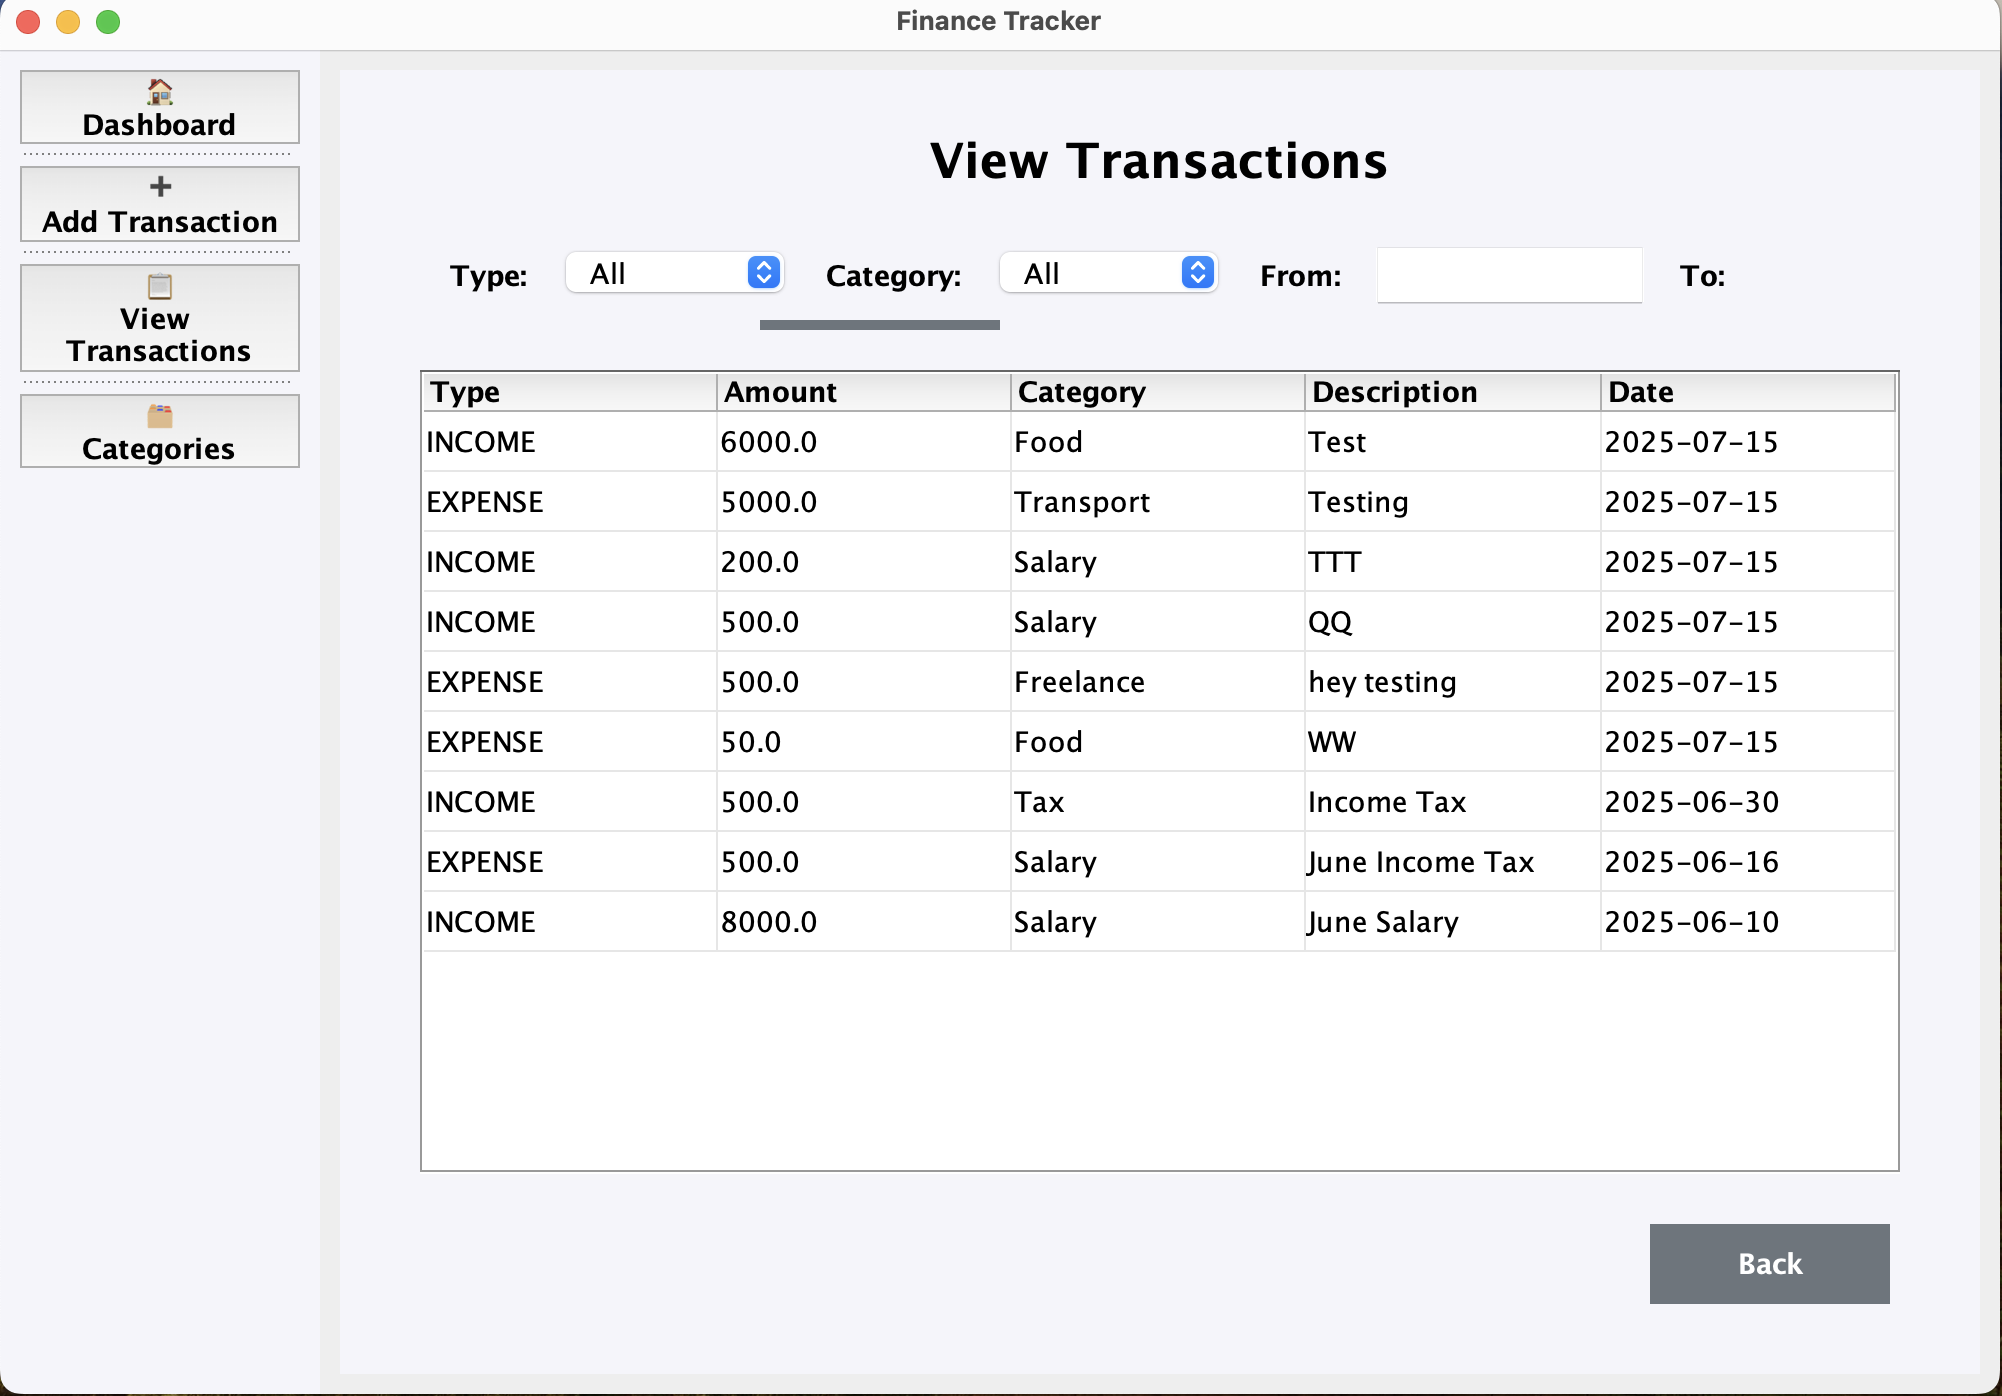 Finance Tracker
Dashboard
Add Transaction
View
Transactions
Categories
View Transactions
Type: All Category: All From: To:
Type Amount Category Description Date
INCOME 6000.0 Food Test 2025-07-15
EXPENSE 5000.0 Transport Testing 2025-07-15
INCOME 200.0 Salary TTT 2025-07-15
INCOME 500.0 Salary QQ 2025-07-15
EXPENSE 500.0 Freelance hey testing 2025-07-15
EXPENSE 50.0 Food WW 2025-07-15
INCOME 500.0 Tax Income Tax 2025-06-30
EXPENSE 500.0 Salary June Income Tax 2025-06-16
INCOME 8000.0 Salary June Salary 2025-06-10
Back